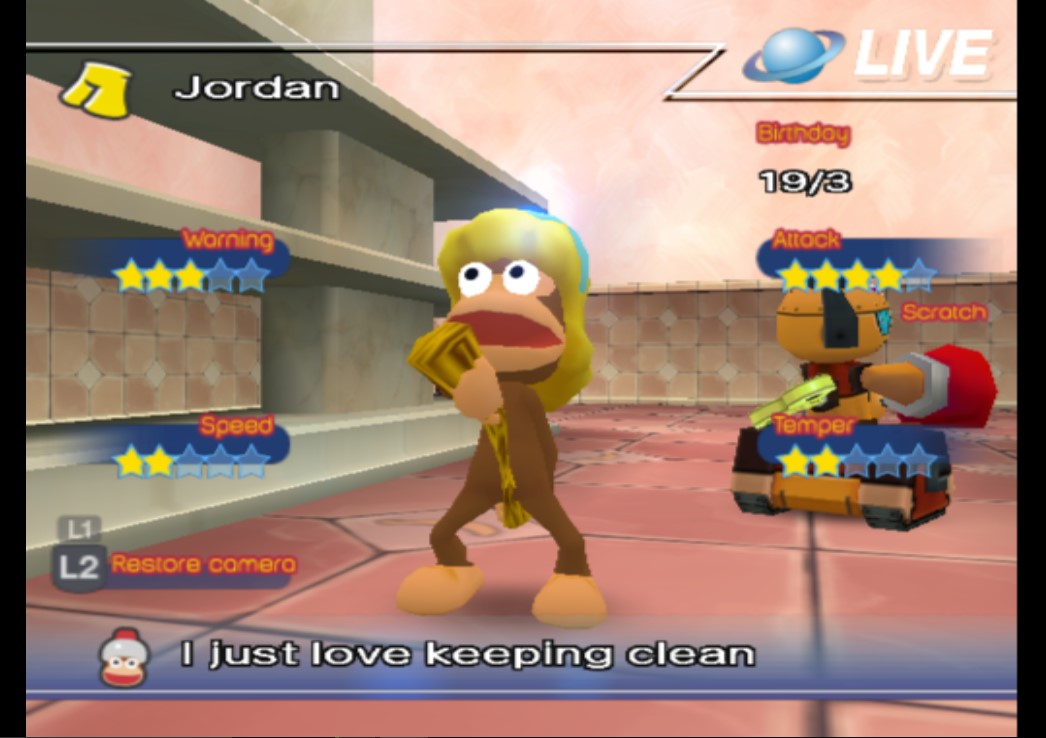 LIVE
Jordan
Birthday
19/3
Warning
Attack
Scratch
Speed
Temper
L1
L2 Restore camera
I just love keeping clean